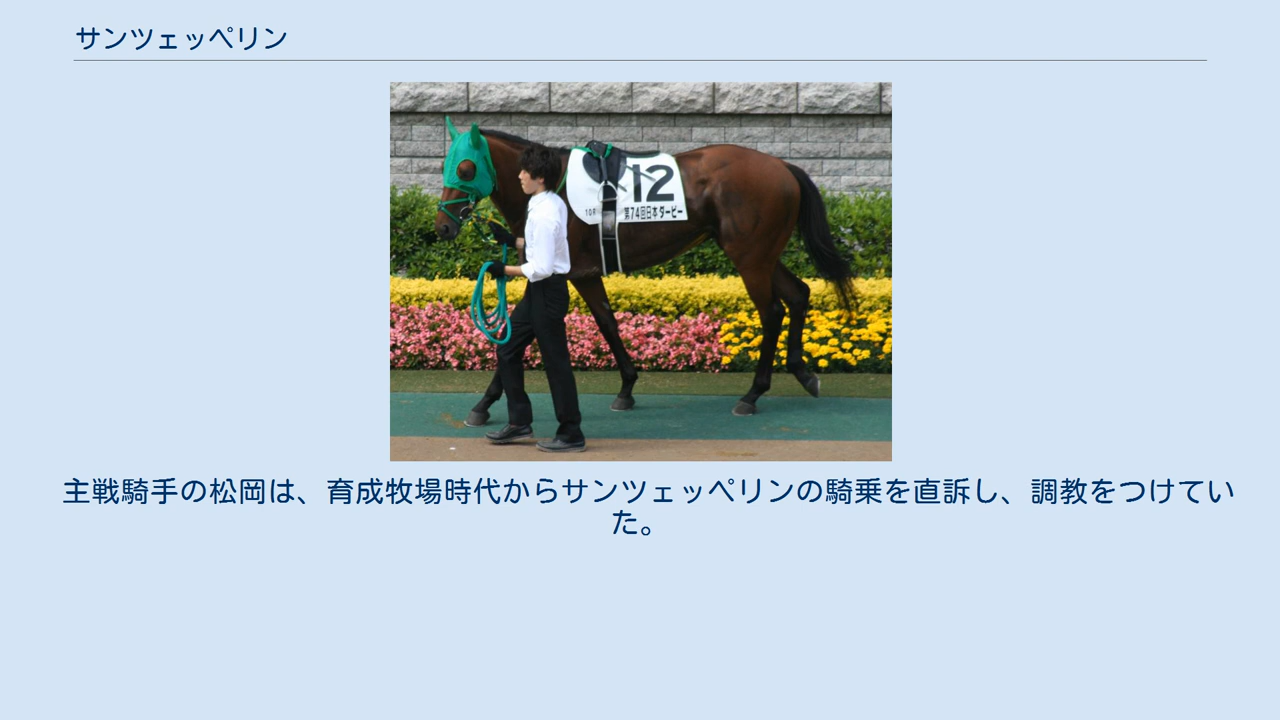 サンツェッペリン
12
第74回日本ダービー
主戦騎手の松岡は、育成牧場時代からサンツェッペリンの騎乗を直訴し、調教をつけてい
た。